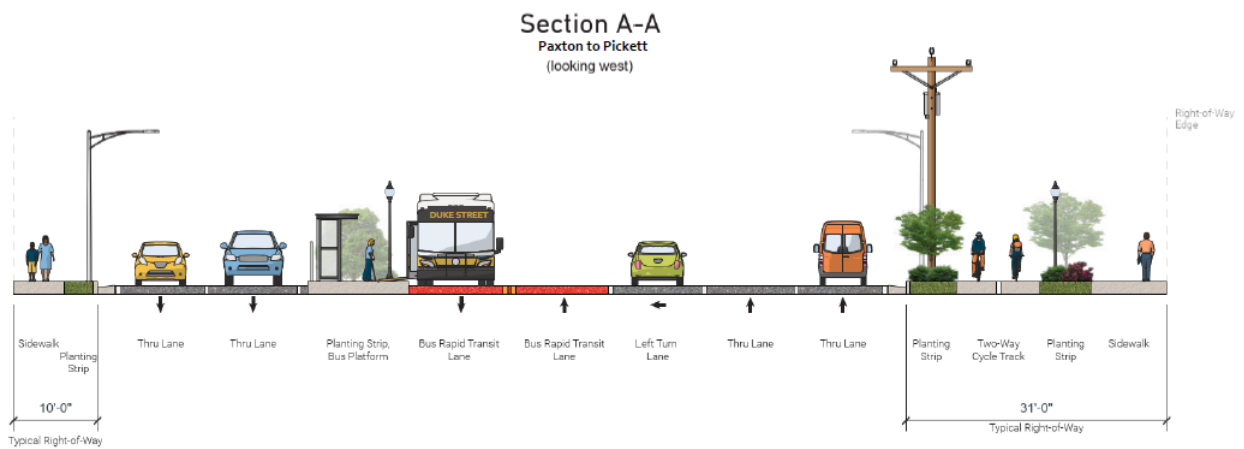 Section A-A
Paxton to Pickett
(looking west)
Right-of-Way
Edge
DUKE STREET
Sidewalk
Planting
Strip
Thru Lane
Thru Lane
Planting Strip,
Bus Platform
Bus Rapid Transit
Lane
Bus Rapid Transit
Lane
Left Turn
Lane
Thru Lane
Thru Lane
Planting
Strip
Two-Way
Cycle Track
Planting
Strip
Sidewalk
10'-0"
31'-0"
Typical Right-of-Way
Typical Right-of-Way